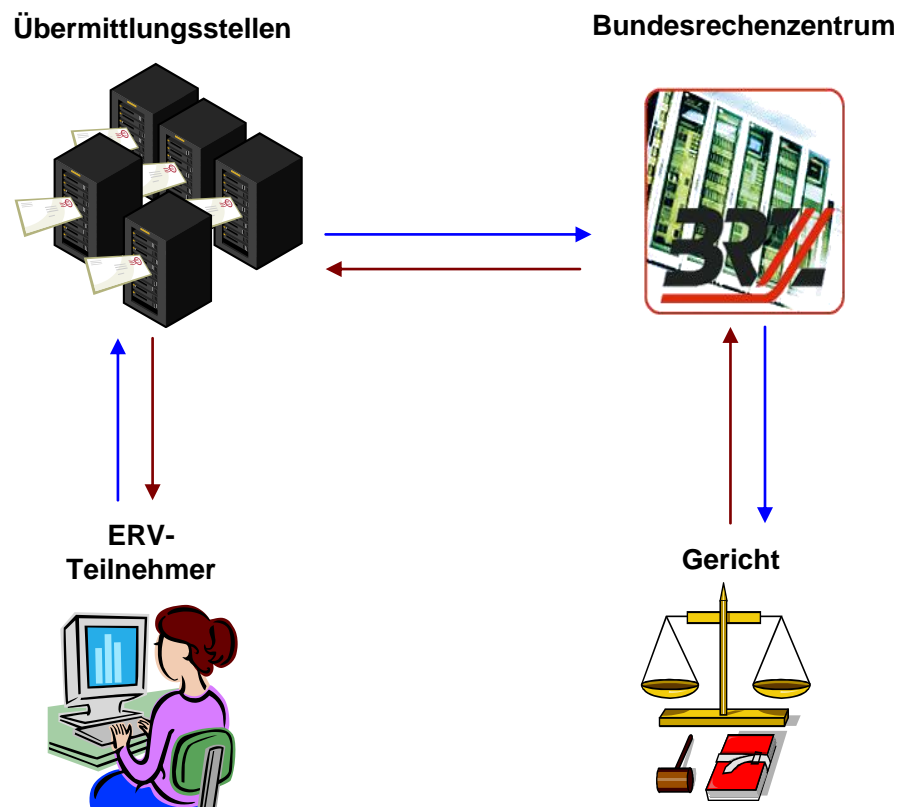 Übermittlungsstellen
Bundesrechenzentrum
BRZ
ERV-
Teilnehmer
Gericht